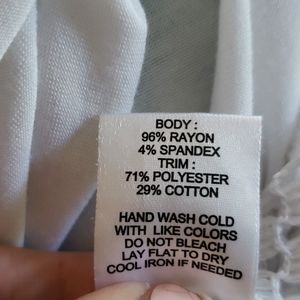 BODY :
96% RAYON
4% SPANDEX
TRIM :
71% POLYESTER
29% COTTON
HAND WASH COLD
WITH LIKE COLORS
DO NOT BLEACH
LAY FLAT TO DRY
COOL IRON IF NEEDED